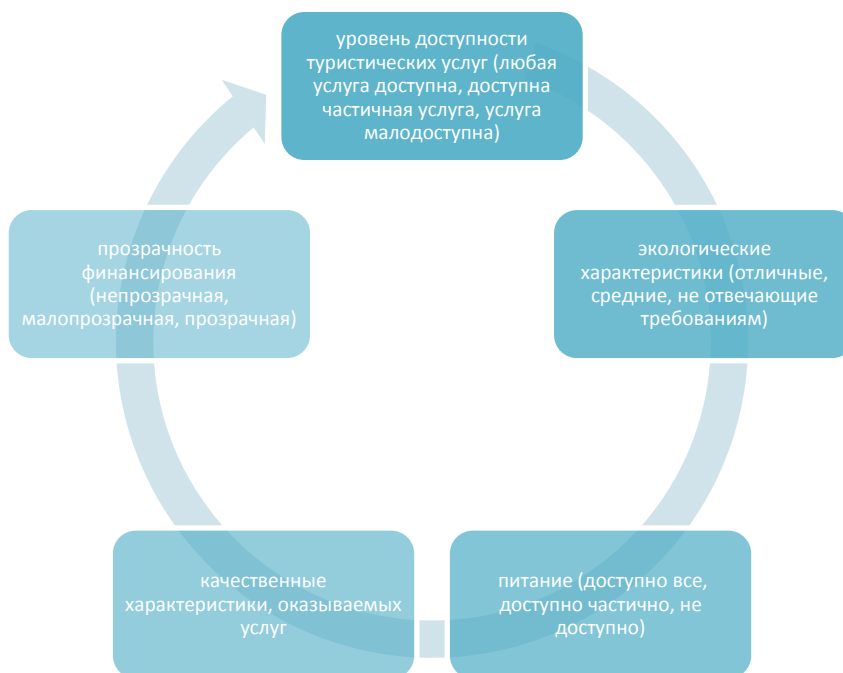 уровень доступности
туристических услуг (любая
услуга доступна, доступна
частичная услуга, услуга
малодоступна)
экологические
характеристики (отличные,
средние, не отвечающие
требованиям)
питание (доступно все,
доступно частично, не
доступно)
качественные
характеристики, оказываемых
услуг
прозрачность
финансирования
(непрозрачная,
малопрозрачная, прозрачная)